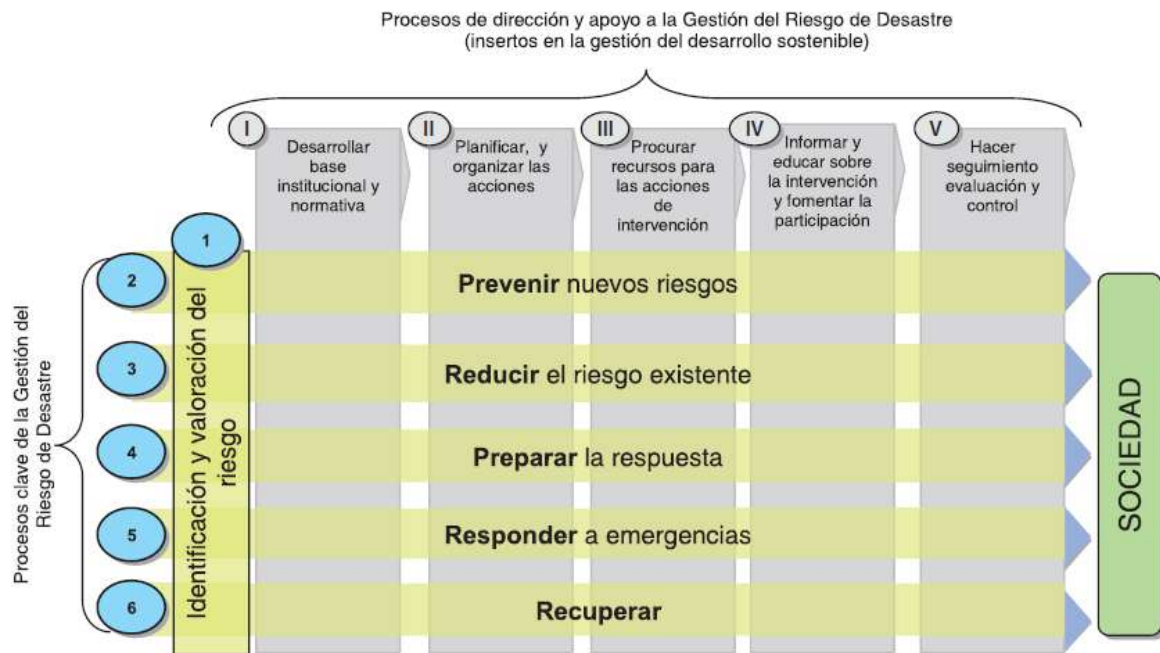 Procesos de dirección y apoyo a la Gestión del Riesgo de Desastre
(insertos en la gestión del desarrollo sostenible)
I
Desarrollar
base
institucional y
normativa
II
Planificar, y
organizar las
acciones
III
Procurar
recursos para
las acciones
de
intervención
IV
Informar y
educar sobre
la intervención
y fomentar la
participación
V
Hacer
seguimiento
evaluación y
control
Procesos clave de la Gestión del
Riesgo de Desastre
1
Identificación y valoración del
riesgo
2
Prevenir nuevos riesgos
3
Reducir el riesgo existente
4
Preparar la respuesta
5
Responder a emergencias
6
Recuperar
SOCIEDAD